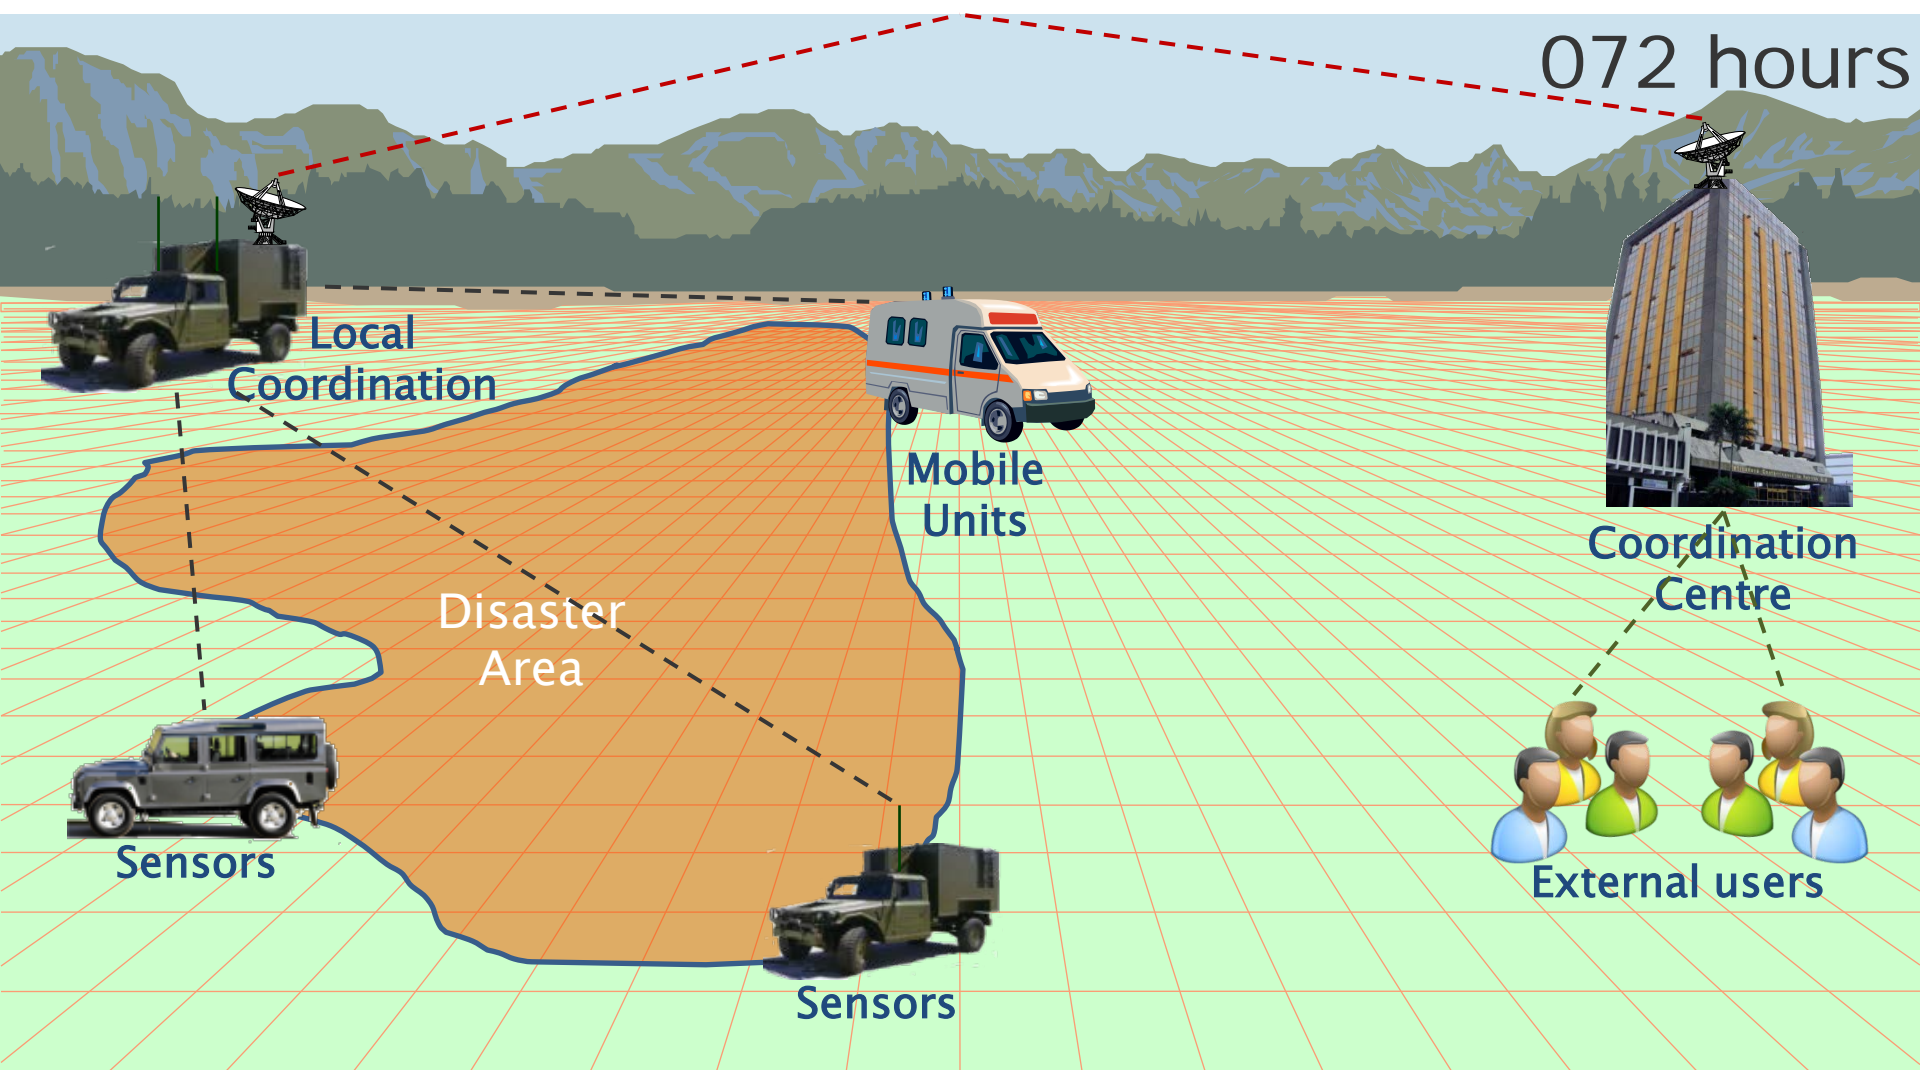 072 hours
Local
Coordination
Mobile
Units
Coordination
Centre
Disaster
Area
Sensors
External users
Sensors